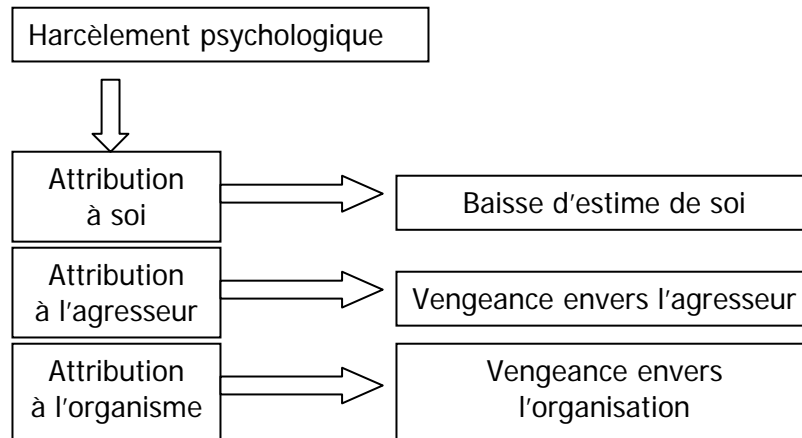 Harcèlement psychologique
Attribution
à soi
Baisse d'estime de soi
Attribution
à l'agresseur
Vengeance envers l'agresseur
Attribution
à l'organisme
Vengeance envers
l'organisation